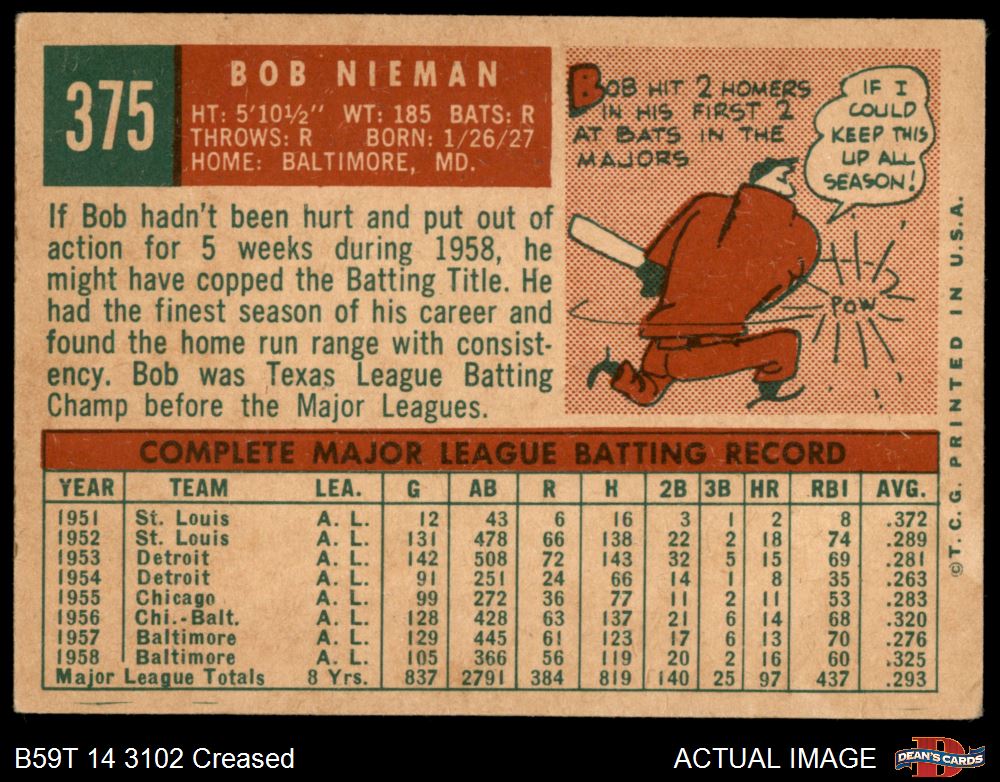 375
BOB NIEMAN
HT: 5'10½" WT: 185 BATS: R
THROWS: R BORN: 1/26/27
HOME: BALTIMORE, MD.
BOB HIT 2 HOMERS
IN HIS FIRST 2
AT BATS IN THE
MAJORS
IF I
COULD
KEEP THIS
UP ALL
SEASON!
POW
If Bob hadn't been hurt and put out of
action for 5 weeks during 1958, he
might have copped the Batting Title. He
had the finest season of his career and
found the home run range with consist-
ency. Bob was Texas League Batting
Champ before the Major Leagues.
COMPLETE MAJOR LEAGUE BATTING RECORD
YEAR TEAM LEA. G AB R H 2B 3B HR RBI AVG.
1951 St. Louis A. L. 12 43 6 16 3 1 2 8 .372
1952 St. Louis A. L. 131 478 66 138 22 2 18 74 .289
1953 Detroit A. L. 142 508 72 143 32 5 15 69 .281
1954 Detroit A. L. 91 251 24 66 14 1 8 35 .263
1955 Chicago A. L. 99 272 36 77 11 2 11 53 .283
1956 Chi.-Balt. A. L. 128 428 63 137 21 6 14 68 .320
1957 Baltimore A. L. 129 445 61 123 17 6 13 70 .276
1958 Baltimore A. L. 105 366 56 119 20 2 16 60 .325
Major League Totals 8 Yrs. 837 2791 384 819 140 25 97 437 .293
©T.C.G. PRINTED IN U.S.A.
B59T 14 3102 Creased
ACTUAL IMAGE
DEAN'S CARDS